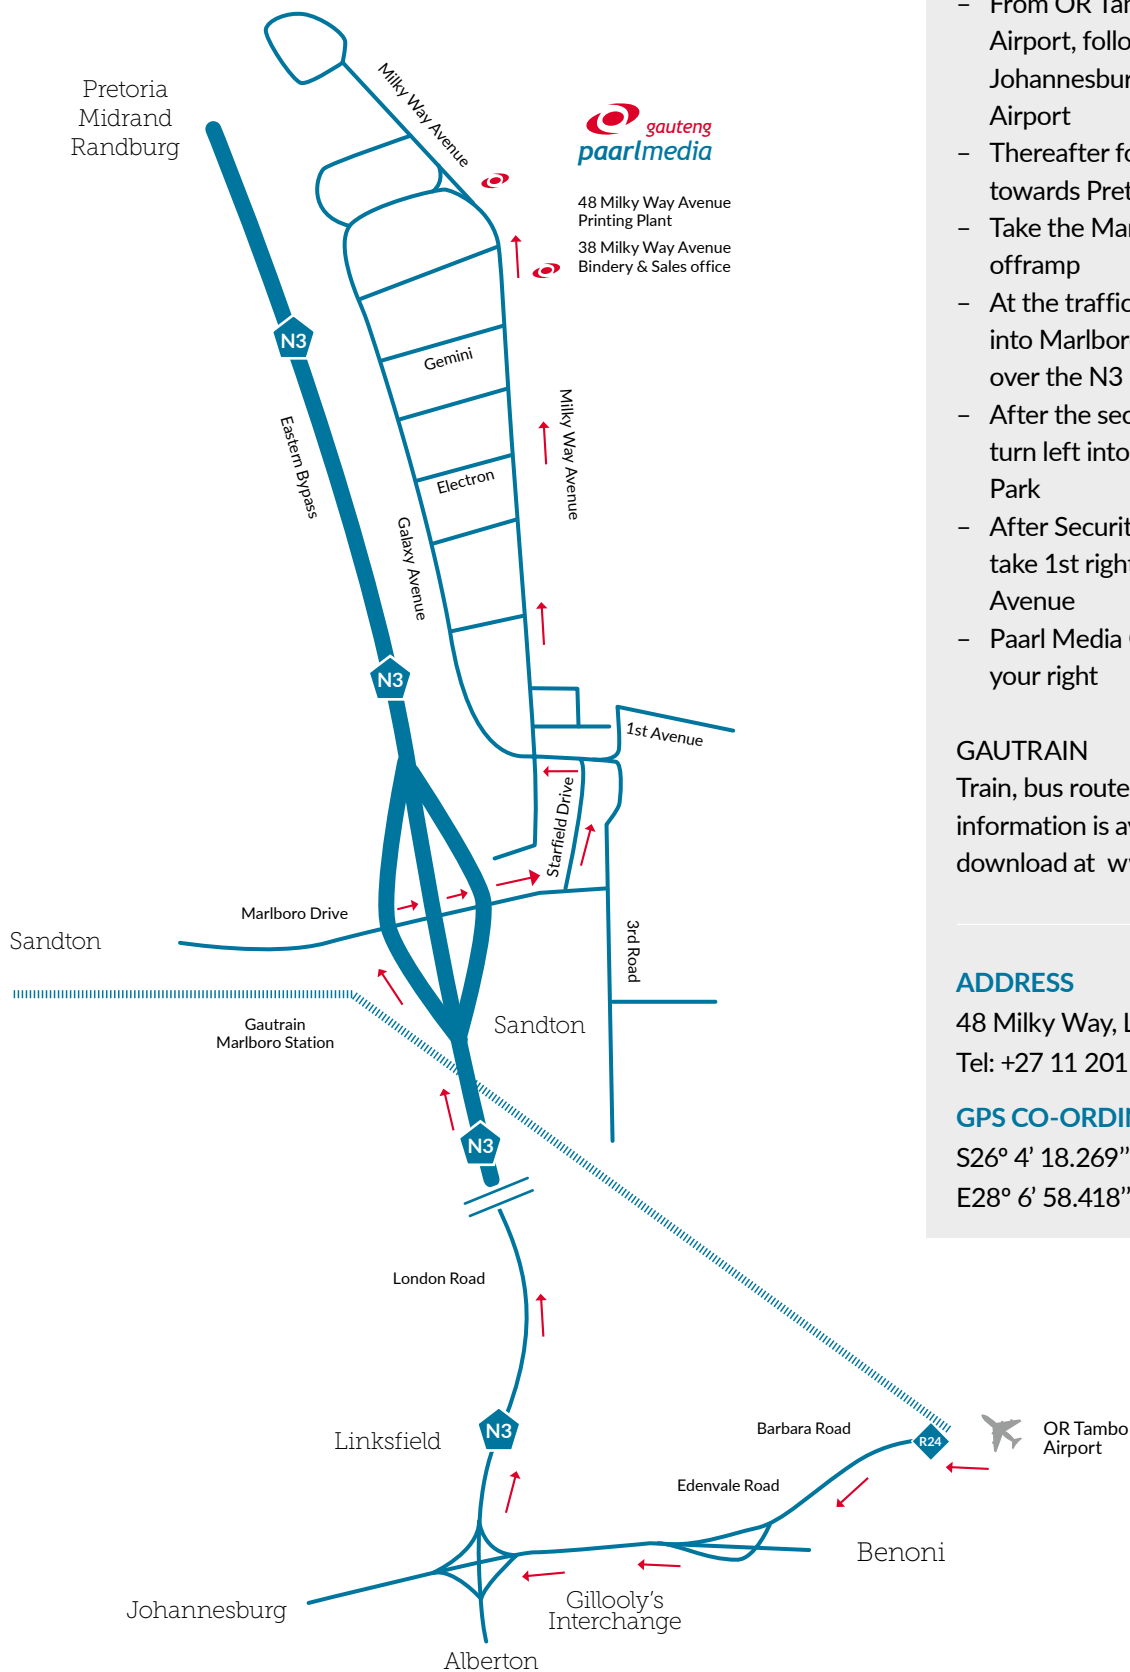 Pretoria
Midrand
Randburg
Milky Way Avenue
gauteng
paarlmedia
48 Milky Way Avenue
Printing Plant
38 Milky Way Avenue
Bindery & Sales office
N3
Gemini
Eastern Bypass
Milky Way Avenue
Electron
Galaxy Avenue
N3
1st Avenue
Starfield Drive
Marlboro Drive
Sandton
3rd Road
Gautrain
Marlboro Station
Sandton
N3
London Road
Linksfield
N3
Barbara Road
R24
OR Tambo
Airport
Edenvale Road
Benoni
Gillooly's
Interchange
Johannesburg
Alberton
– From OR Tam
Airport, follo
Johannesbur
Airport
– Thereafter fo
towards Pret
– Take the Mar
offramp
– At the traffic
into Marlbor
over the N3
– After the sec
turn left into
Park
– After Securit
take 1st right
Avenue
– Paarl Media
your right
GAUTRAIN
Train, bus route
information is av
download at w
ADDRESS
48 Milky Way, L
Tel: +27 11 201
GPS CO-ORDIN
S26º 4’ 18.269”
E28º 6’ 58.418”